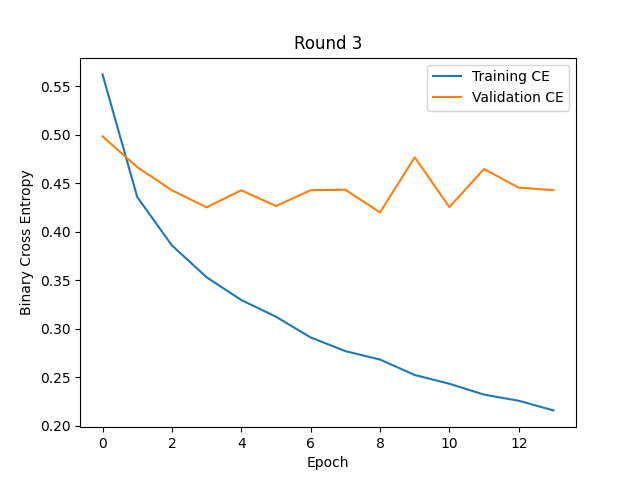 Round 3
Training CE
Validation CE
Binary Cross Entropy
0.55
0.50
0.45
0.40
0.35
0.30
0.25
0.20
0 2 4 6 8 10 12
Epoch